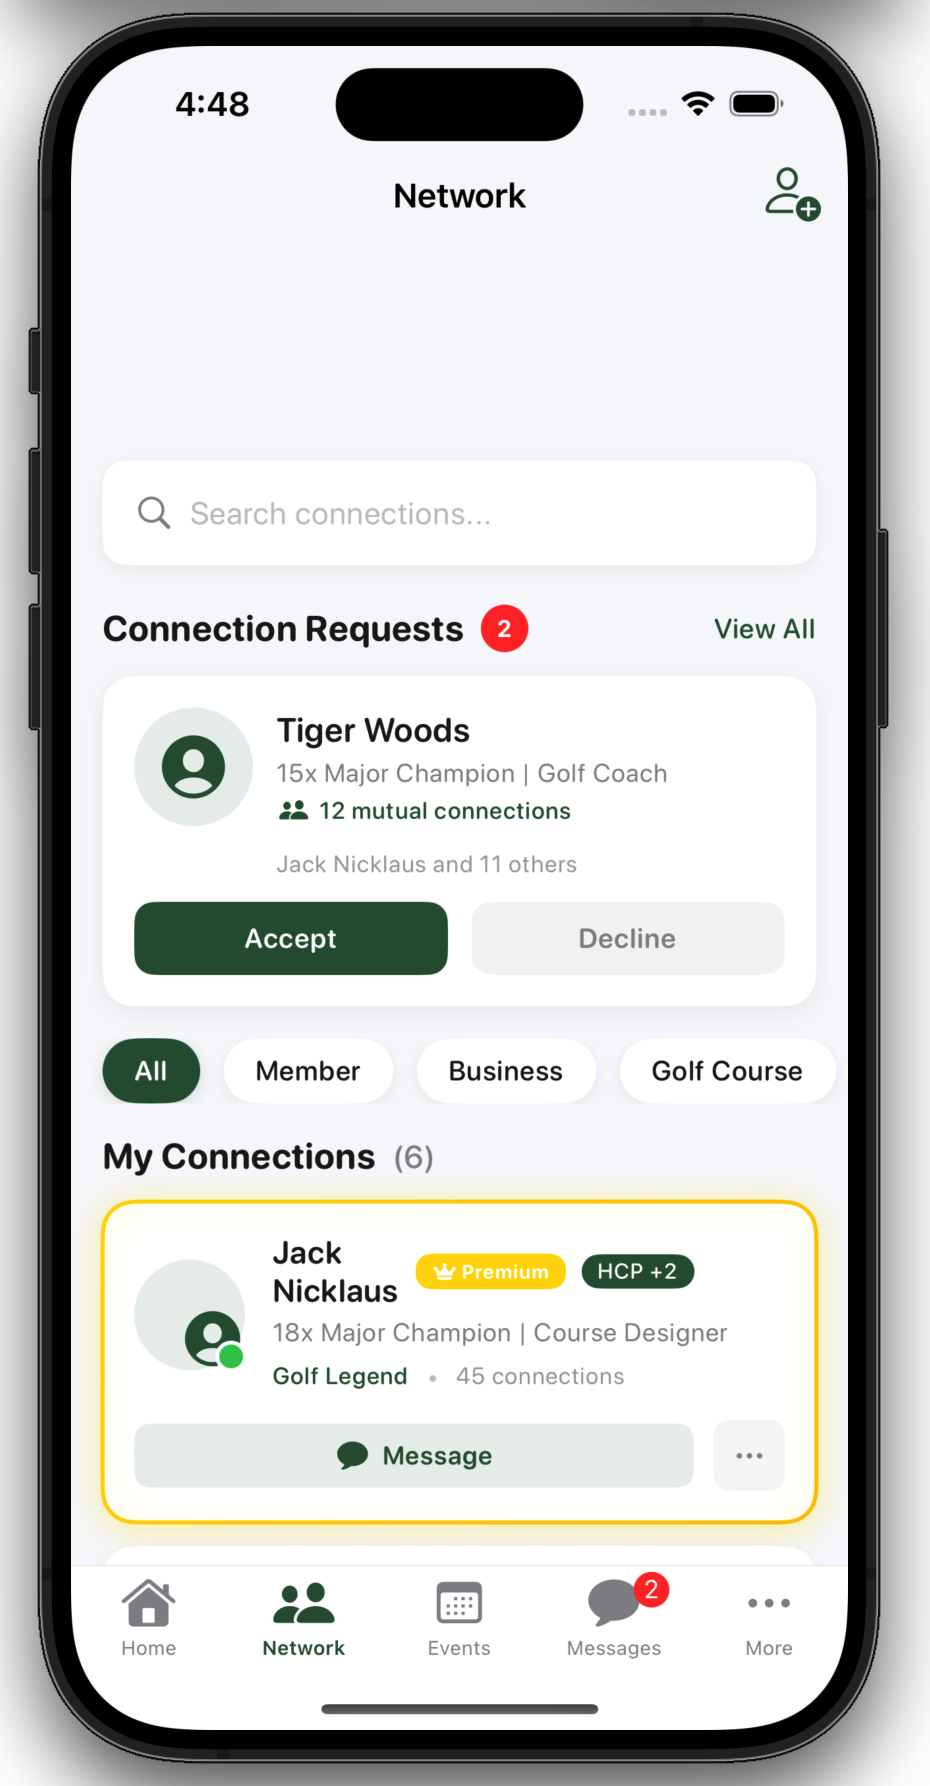 4:48
Network
Search connections...
Connection Requests 2 View All
Tiger Woods
15x Major Champion | Golf Coach
12 mutual connections
Jack Nicklaus and 11 others
Accept Decline
All Member Business Golf Course
My Connections (6)
Jack
Nicklaus
Premium HCP +2
18x Major Champion | Course Designer
Golf Legend • 45 connections
Message ...
2
Home Network Events Messages More